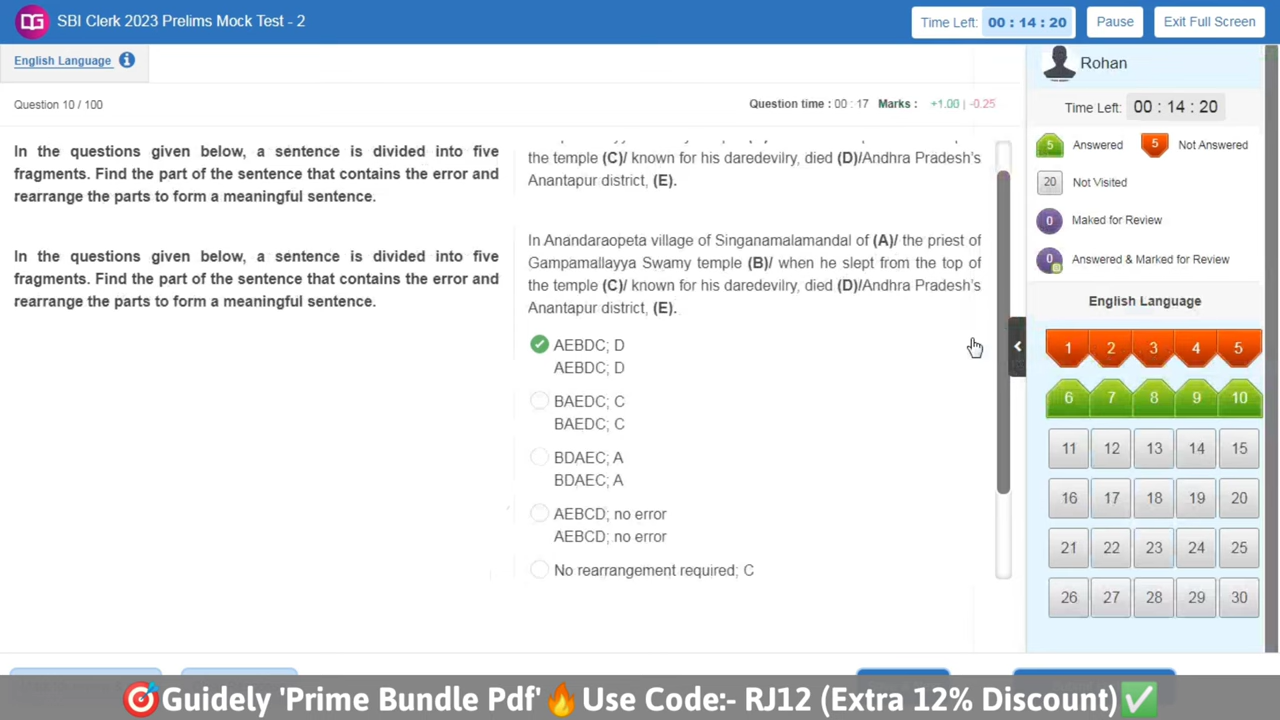 SBI Clerk 2023 Prelims Mock Test - 2
Time Left: 00 : 14 : 20
Pause
Exit Full Screen
English Language
Question 10 / 100
Question time : 00 : 17 Marks : +1.00 | -0.25
In the questions given below, a sentence is divided into five
fragments. Find the part of the sentence that contains the error and
rearrange the parts to form a meaningful sentence.
In the questions given below, a sentence is divided into five
fragments. Find the part of the sentence that contains the error and
rearrange the parts to form a meaningful sentence.
the temple (C)/ known for his daredevilry, died (D)/Andhra Pradesh's
Anantapur district, (E).
In Anandaraopeta village of Singanamalamandal of (A)/ the priest of
Gampamallayya Swamy temple (B)/ when he slept from the top of
the temple (C)/ known for his daredevilry, died (D)/Andhra Pradesh's
Anantapur district, (E).
AEBDC; D
AEBDC; D
BAEDC; C
BAEDC; C
BDAEC; A
BDAEC; A
AEBCD; no error
AEBCD; no error
No rearrangement required; C
Rohan
Time Left: 00 : 14 : 20
5 Answered 5 Not Answered
20 Not Visited
0 Maked for Review
0 Answered & Marked for Review
English Language
1 2 3 4 5
6 7 8 9 10
11 12 13 14 15
16 17 18 19 20
21 22 23 24 25
26 27 28 29 30
🎯Guidely 'Prime Bundle Pdf'🔥Use Code:- RJ12 (Extra 12% Discount)✅